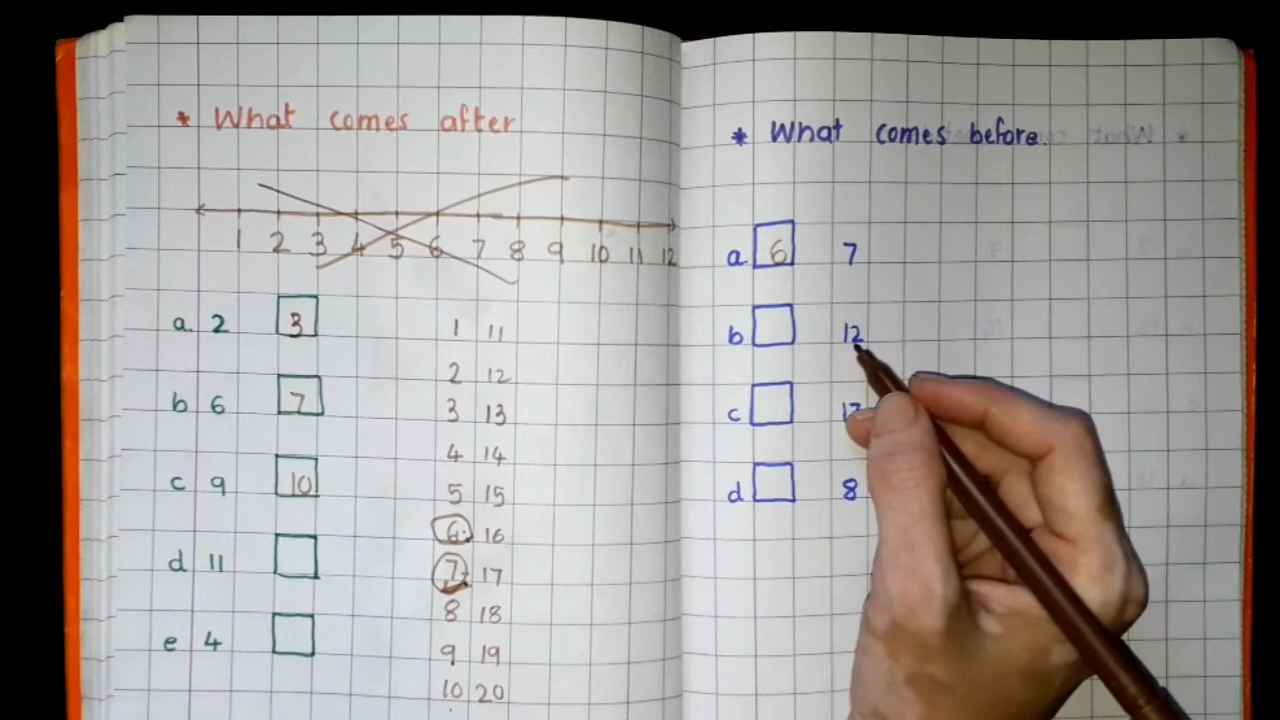 * What comes after
1 2 3 4 5 6 7 8 9 10 11 12
a. 2 3
b 6 7
c 9 10
d 11
e 4
1 11
2 12
3 13
4 14
5 15
6 16
7 17
8 18
9 19
10 20
* What comes before.
a 6 7
b 12
c
d 8